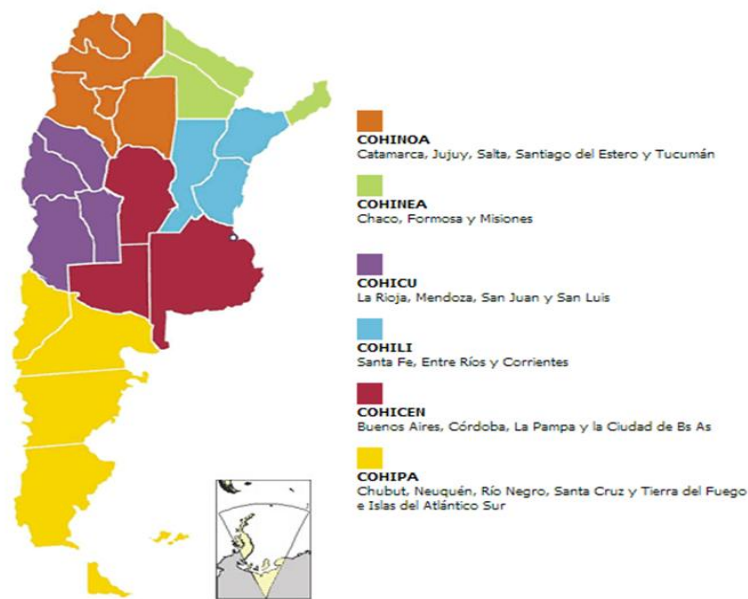 COHINOA
Catamarca, Jujuy, Salta, Santiago del Estero y Tucumán
COHINEA
Chaco, Formosa y Misiones
COHICU
La Rioja, Mendoza, San Juan y San Luis
COHILI
Santa Fe, Entre Ríos y Corrientes
COHICEN
Buenos Aires, Córdoba, La Pampa y la Ciudad de Bs As
COHIPA
Chubut, Neuquén, Río Negro, Santa Cruz y Tierra del Fuego
e Islas del Atlántico Sur